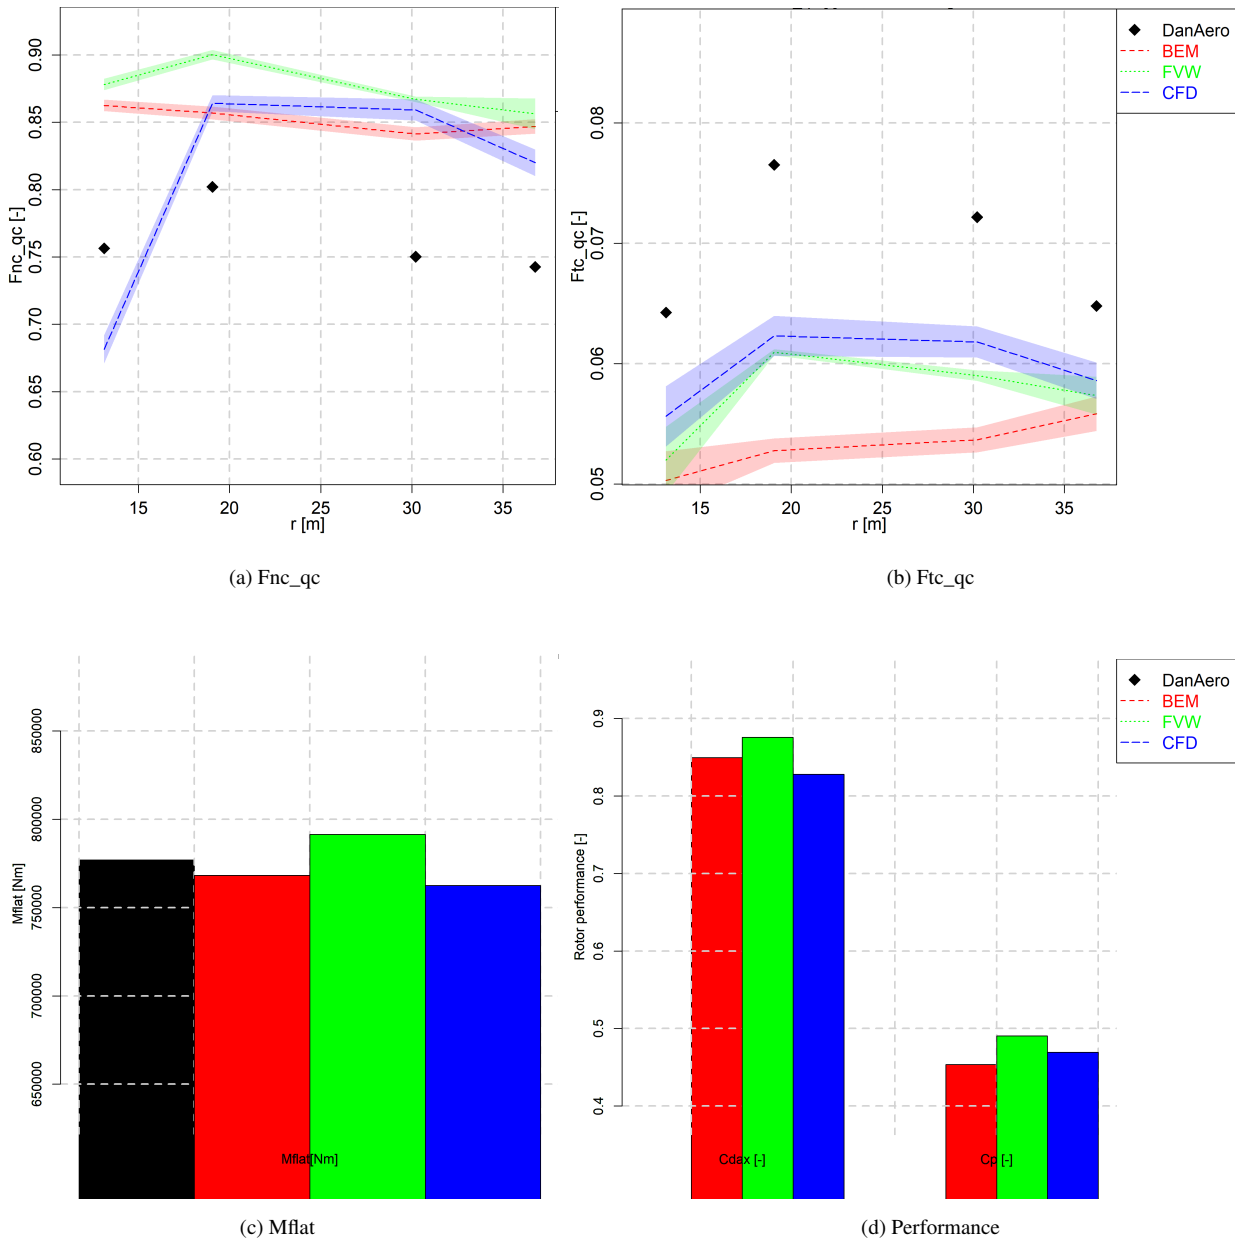 DanAero
BEM
FVW
CFD
0.90
0.85
0.80
0.75
0.70
0.65
0.60
Fnc_qc [-]
15 20 25 30 35
r [m]
(a) Fnc_qc
0.08
0.07
0.06
0.05
Ftc_qc [-]
15 20 25 30 35
r [m]
(b) Ftc_qc
850000
800000
750000
700000
650000
Mflat [Nm]
Mflat[Nm]
(c) Mflat
DanAero
BEM
FVW
CFD
0.9
0.8
0.7
0.6
0.5
0.4
Rotor performance [-]
Cdax [-] Cp [-]
(d) Performance